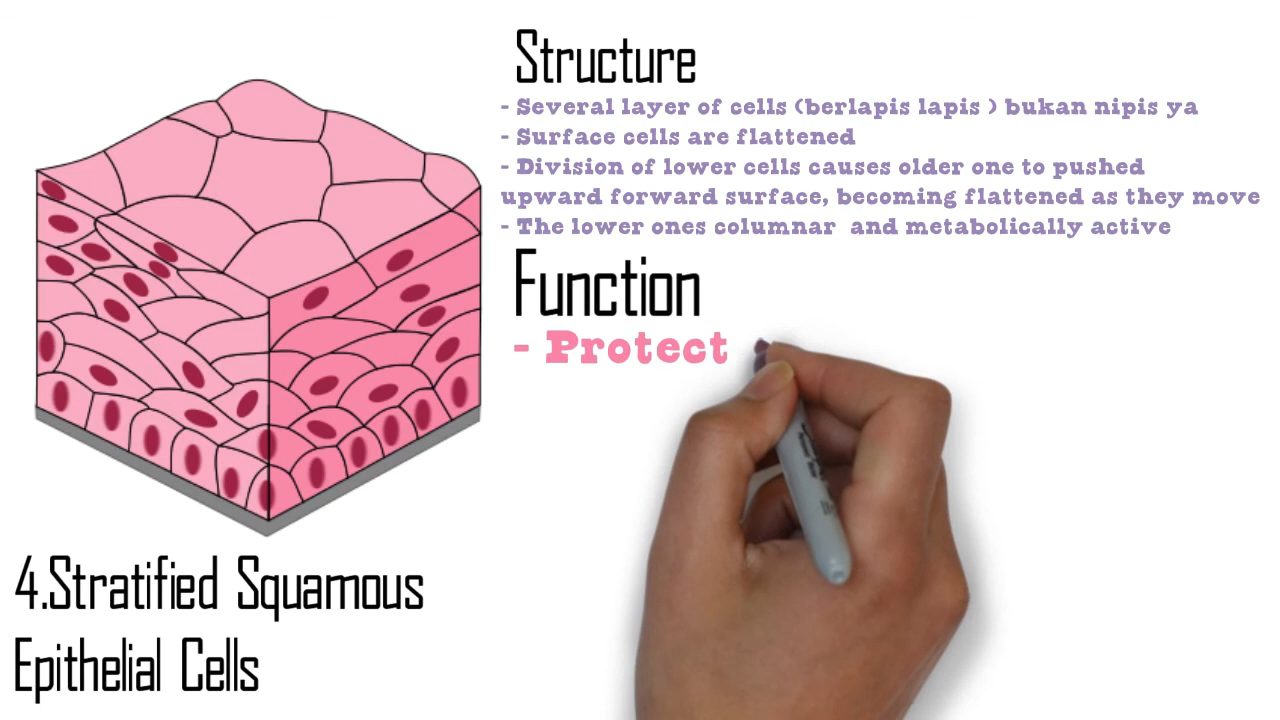 Structure
- Several layer of cells (berlapis lapis ) bukan nipis ya
- Surface cells are flattened
- Division of lower cells causes older one to pushed
upward forward surface, becoming flattened as they move
- The lower ones columnar  and metabolically active
Function
- Protect
4.Stratified Squamous
Epithelial Cells